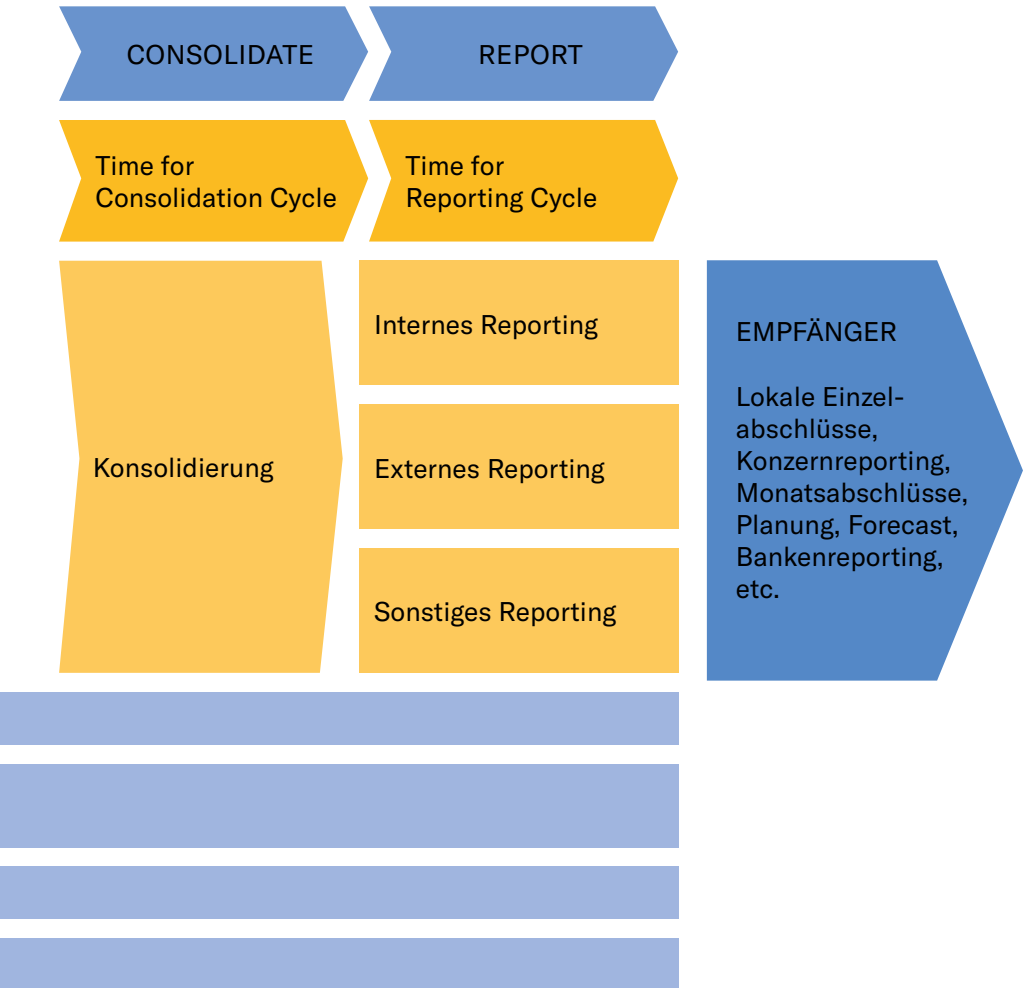 CONSOLIDATE
REPORT
Time for
Consolidation Cycle
Time for
Reporting Cycle
Konsolidierung
Internes Reporting
Externes Reporting
Sonstiges Reporting
EMPFÄNGER
Lokale Einzel-
abschlüsse,
Konzernreporting,
Monatsabschlüsse,
Planung, Forecast,
Bankenreporting,
etc.